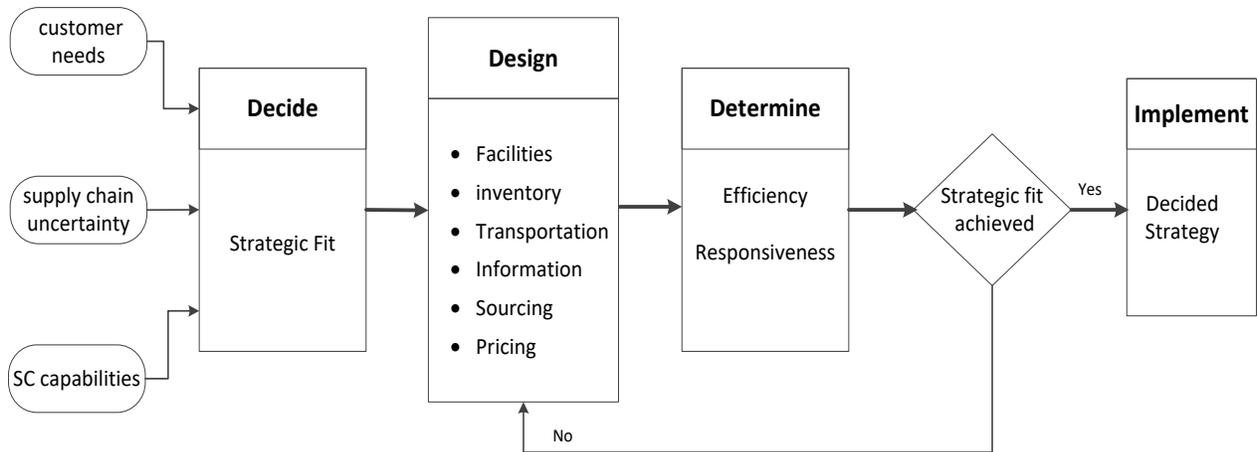 customer
needs
supply chain
uncertainty
SC capabilities
Decide
Strategic Fit
Design
• Facilities
• inventory
• Transportation
• Information
• Sourcing
• Pricing
Determine
Efficiency
Responsiveness
Strategic fit
achieved
Yes
No
Implement
Decided
Strategy